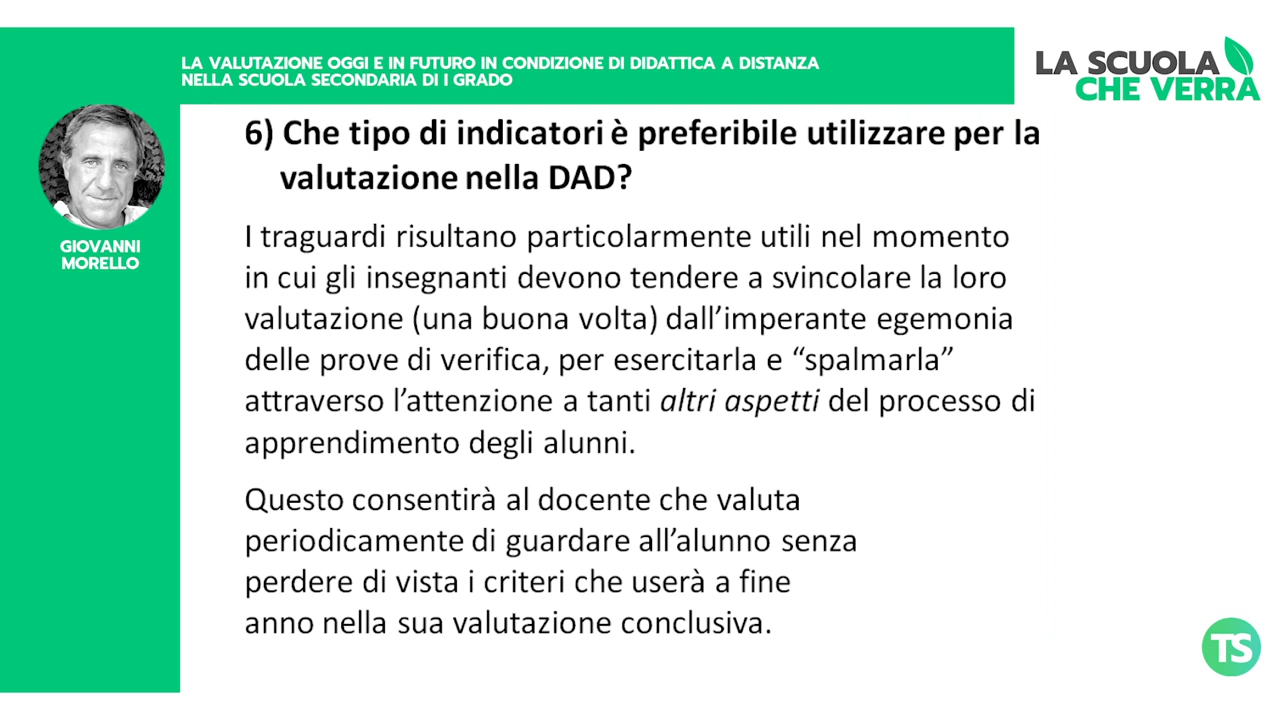 LA VALUTAZIONE OGGI E IN FUTURO IN CONDIZIONE DI DIDATTICA A DISTANZA
NELLA SCUOLA SECONDARIA DI I GRADO
LA SCUOLA
CHE VERRÀ
GIOVANNI
MORELLO
6) Che tipo di indicatori è preferibile utilizzare per la
valutazione nella DAD?
I traguardi risultano particolarmente utili nel momento
in cui gli insegnanti devono tendere a svincolare la loro
valutazione (una buona volta) dall’imperante egemonia
delle prove di verifica, per esercitarla e “spalmarla”
attraverso l’attenzione a tanti altri aspetti del processo di
apprendimento degli alunni.
Questo consentirà al docente che valuta
periodicamente di guardare all’alunno senza
perdere di vista i criteri che userà a fine
anno nella sua valutazione conclusiva.
TS